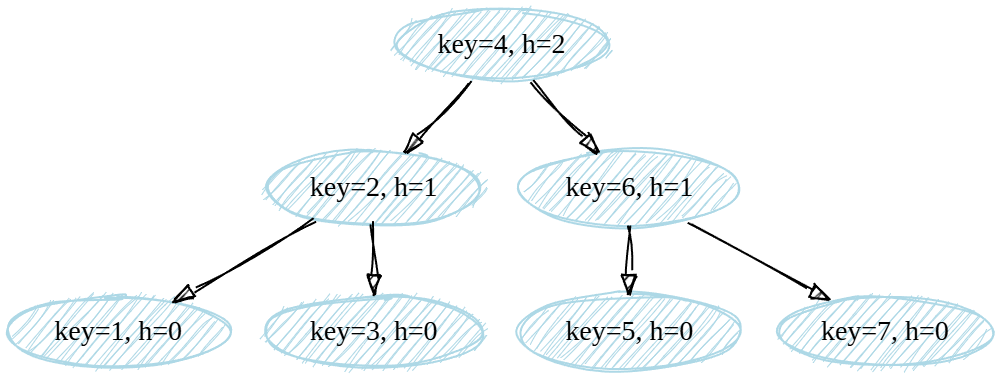 key=4, h=2
key=2, h=1
key=6, h=1
key=1, h=0
key=3, h=0
key=5, h=0
key=7, h=0